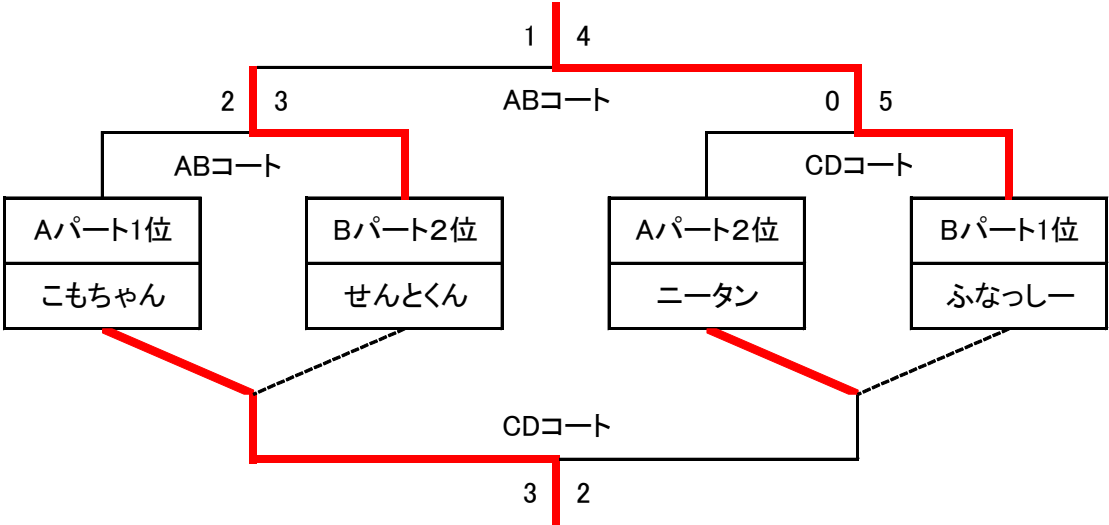 1 4
ABコート
2 3
0 5
ABコート
CDコート
Aパート1位
Bパート2位
Aパート2位
Bパート1位
こもちゃん
せんとくん
ニータン
ふなっしー
CDコート
3 2